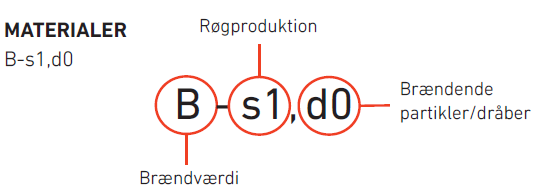 MATERIALER
B-s1,d0
Røgproduktion
B-s1,d0
Brændende
partikler/dråber
Brændværdi